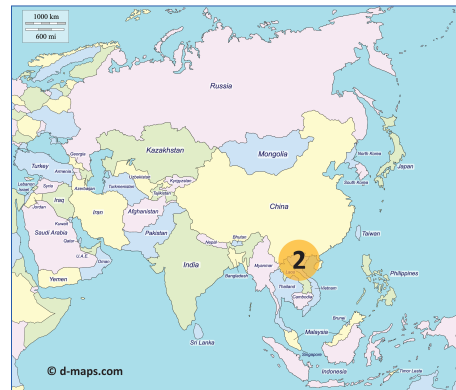 1000 km
600 mi
Russia
Kazakhstan
Mongolia
Georgia
Turkey
Armenia
Azerbaijan
Uzbekistan
Turkmenistan
Kyrgyzstan
Tajikistan
North Korea
South Korea
Japan
Lebanon
Syria
Israel
Jordan
Iraq
Iran
Afghanistan
China
Kuwait
Saudi Arabia
Qatar
U.A.E
Oman
Pakistan
Nepal
Bhutan
Taiwan
Yemen
India
Bangladesh
Myanmar
2
Laos
Thailand
Vietnam
Cambodia
Philippines
Sri Lanka
Brunei
Malaysia
Singapore
Indonesia
© d-maps.com